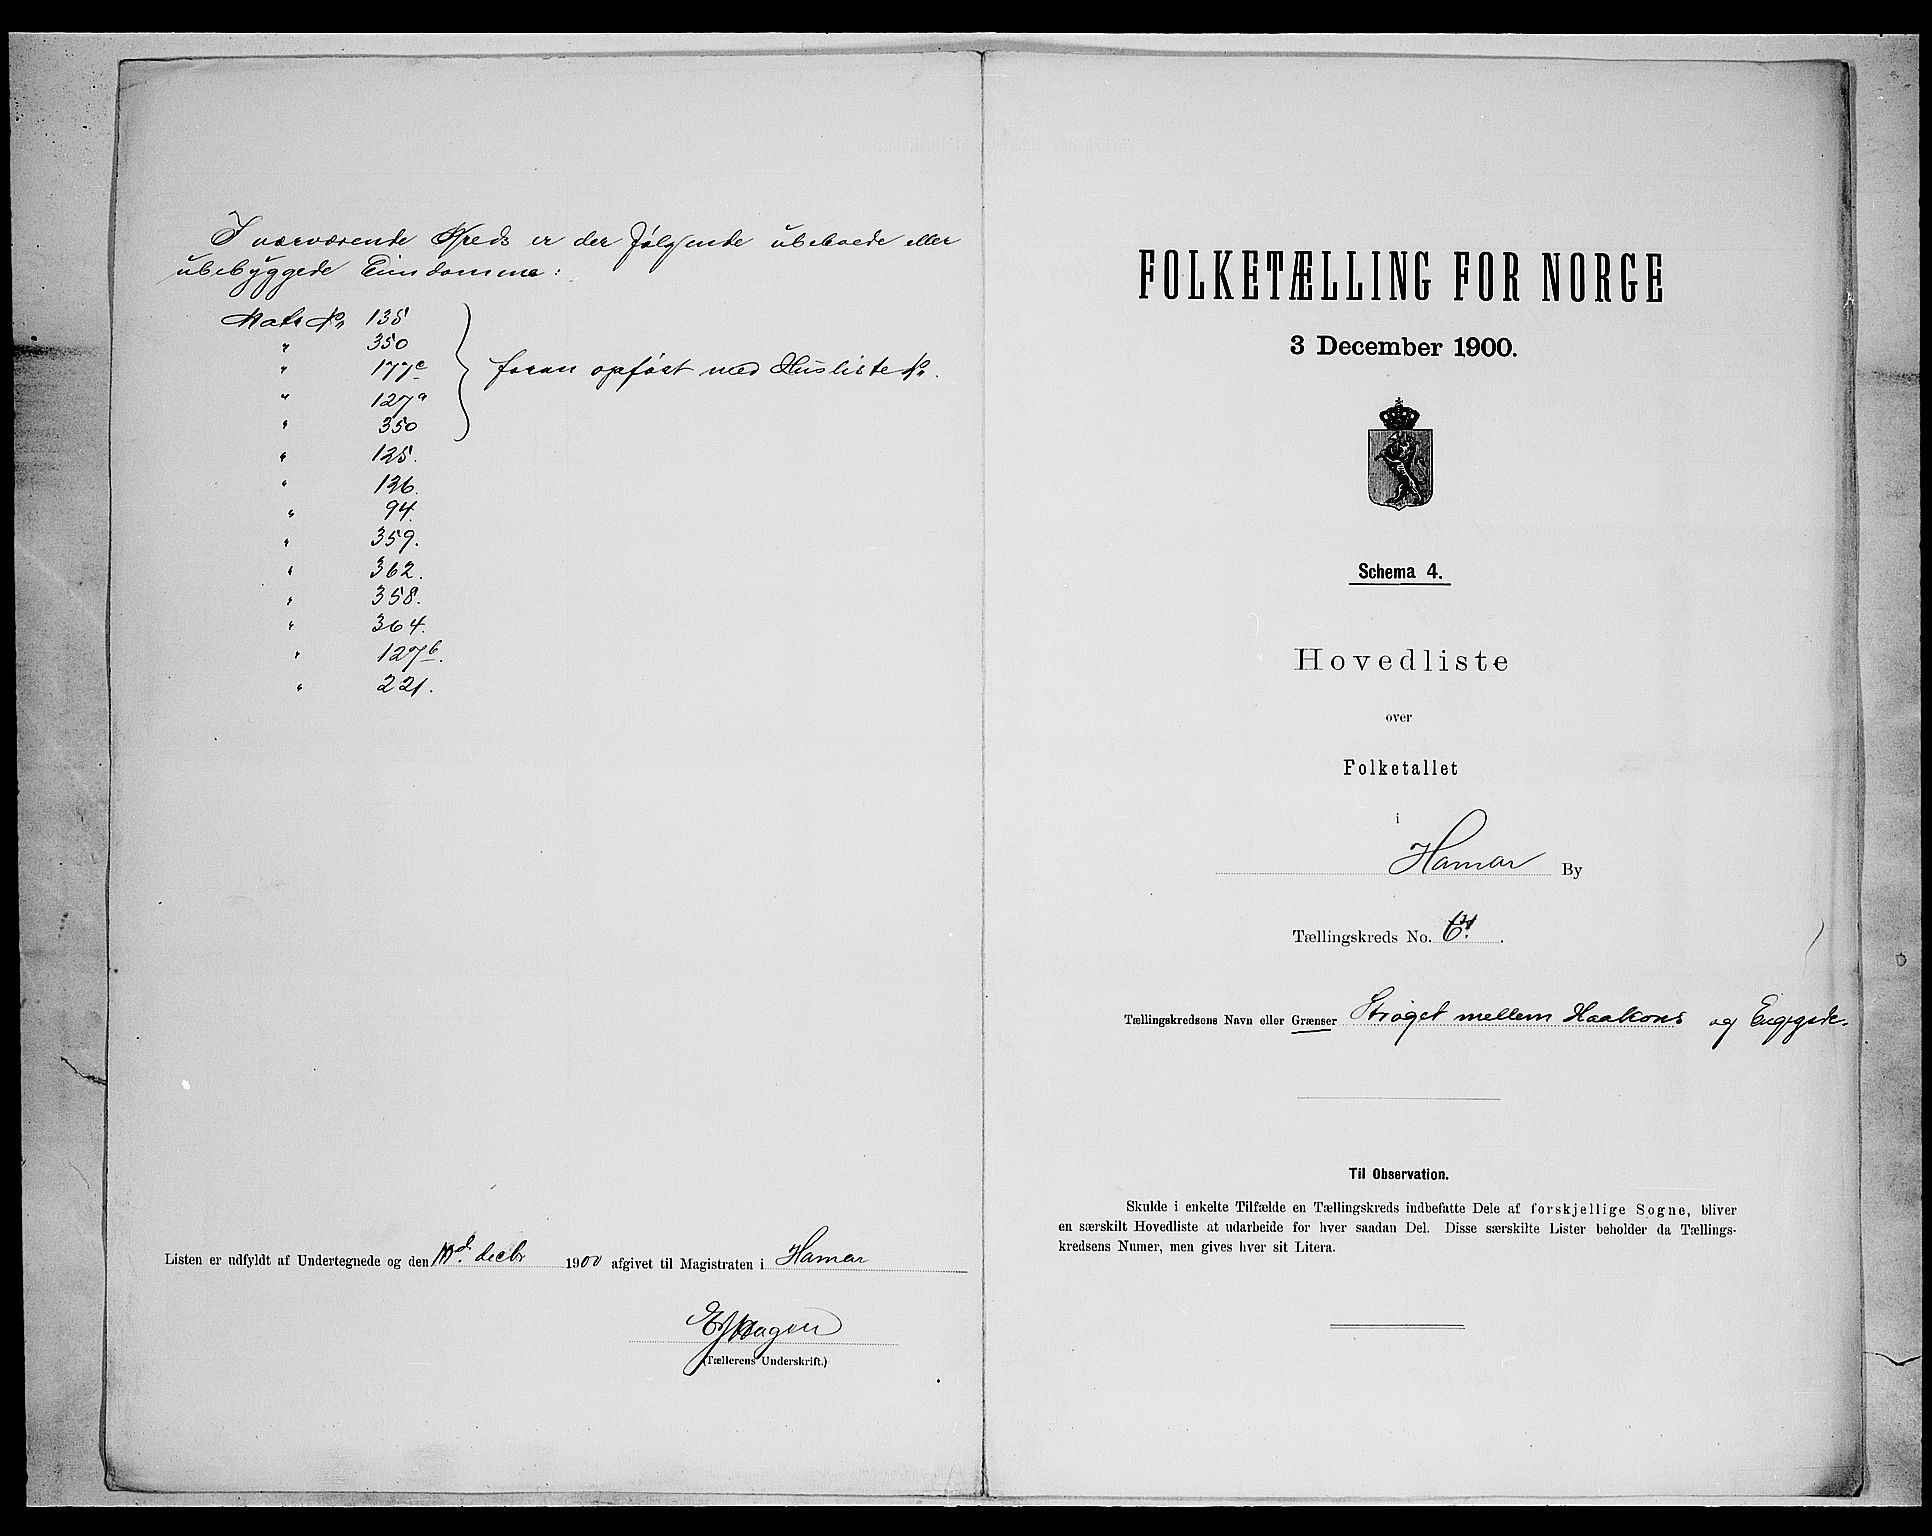 I nærværende Kreds er der følgende ubeboede eller
ubebyggede Eiendomme:
Matr No 135
" 350
" 177c
" 127a
" 350
foran opført med Husliste No.
" 125.
" 126.
" 94.
" 359.
" 362.
" 358.
" 364.
" 127b.
" 221.
Listen er udfyldt af Undertegnede og den decbr 1900 afgivet til Magistraten i Hamar
Hagen
(Tællerens Underskrift.)
FOLKETÆLLING FOR NORGE
3 December 1900.
Schema 4.
Hovedliste
over
Folketallet
i
Hamar By
Tællingskreds No. 6.
Tællingskredsens Navn eller Grænser Strøget mellem Haakons og Engegade.
Til Observation.
Skulde i enkelte Tilfælde en Tællingskreds indbefatte Dele af forskjellige Sogne, bliver
en særskilt Hovedliste at udarbeide for hver saadan Del. Disse særskilte Lister beholder da Tællings-
kredsens Numer, men gives hver sit Litera.